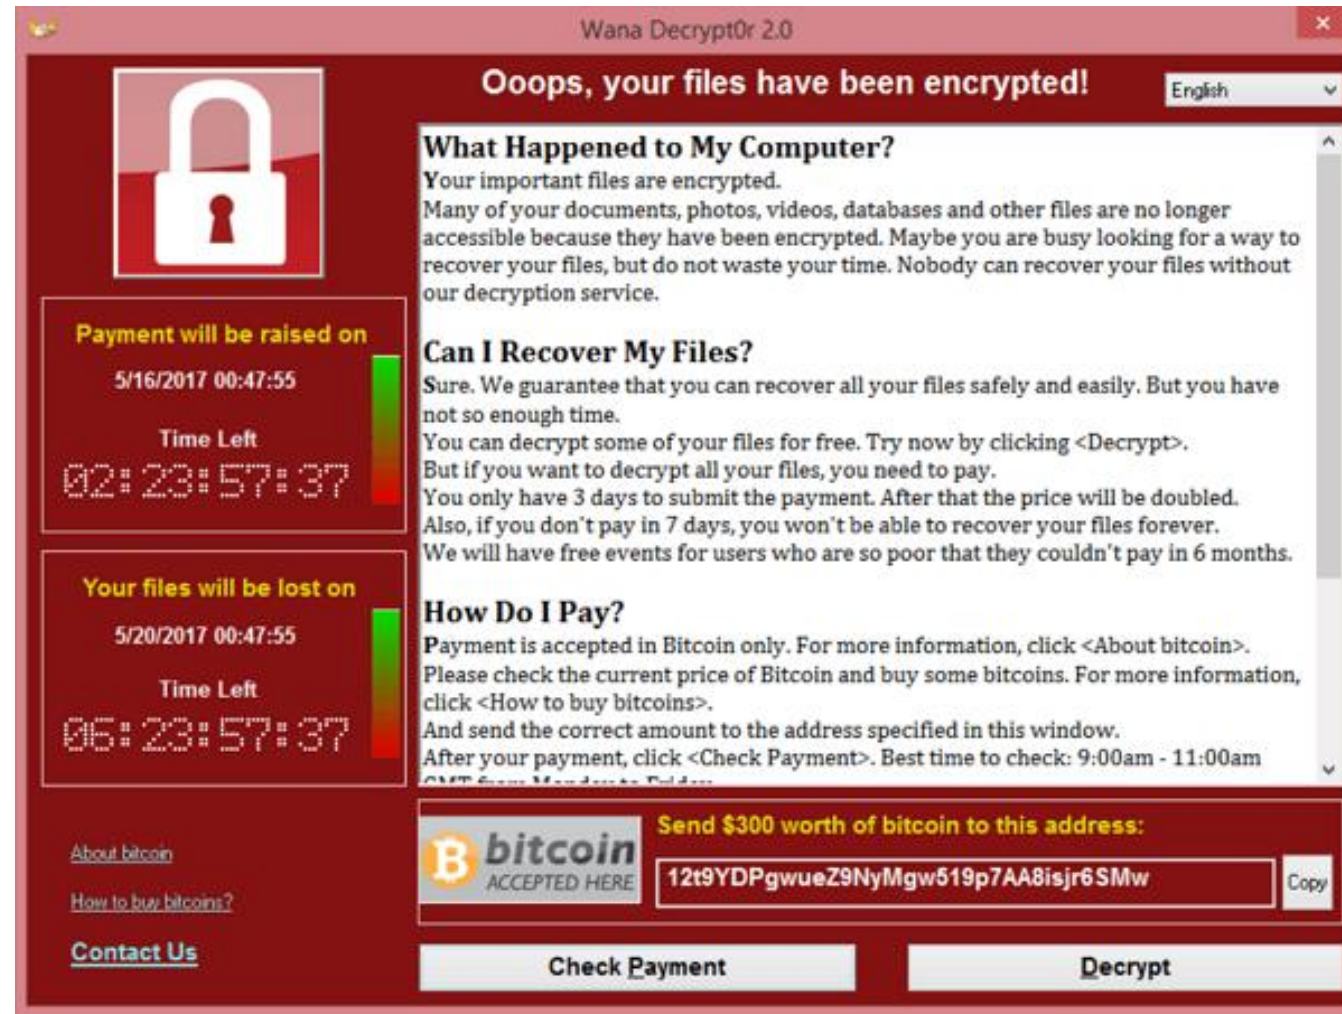 Wana Decrypt0r 2.0
Ooops, your files have been encrypted!
English
What Happened to My Computer?
Your important files are encrypted.
Many of your documents, photos, videos, databases and other files are no longer
accessible because they have been encrypted. Maybe you are busy looking for a way to
recover your files, but do not waste your time. Nobody can recover your files without
our decryption service.
Can I Recover My Files?
Sure. We guarantee that you can recover all your files safely and easily. But you have
not so enough time.
You can decrypt some of your files for free. Try now by clicking <Decrypt>.
But if you want to decrypt all your files, you need to pay.
You only have 3 days to submit the payment. After that the price will be doubled.
Also, if you don't pay in 7 days, you won't be able to recover your files forever.
We will have free events for users who are so poor that they couldn't pay in 6 months.
How Do I Pay?
Payment is accepted in Bitcoin only. For more information, click <About bitcoin>.
Please check the current price of Bitcoin and buy some bitcoins. For more information,
click <How to buy bitcoins>.
And send the correct amount to the address specified in this window.
After your payment, click <Check Payment>. Best time to check: 9:00am - 11:00am
GMT from Monday to Friday.
Payment will be raised on
5/16/2017 00:47:55
Time Left
02:23:57:37
Your files will be lost on
5/20/2017 00:47:55
Time Left
06:23:57:37
About bitcoin
How to buy bitcoins?
Contact Us
bitcoin
ACCEPTED HERE
Send $300 worth of bitcoin to this address:
12t9YDPgwueZ9NyMgw519p7AA8isjr6SMw
Copy
Check Payment
Decrypt